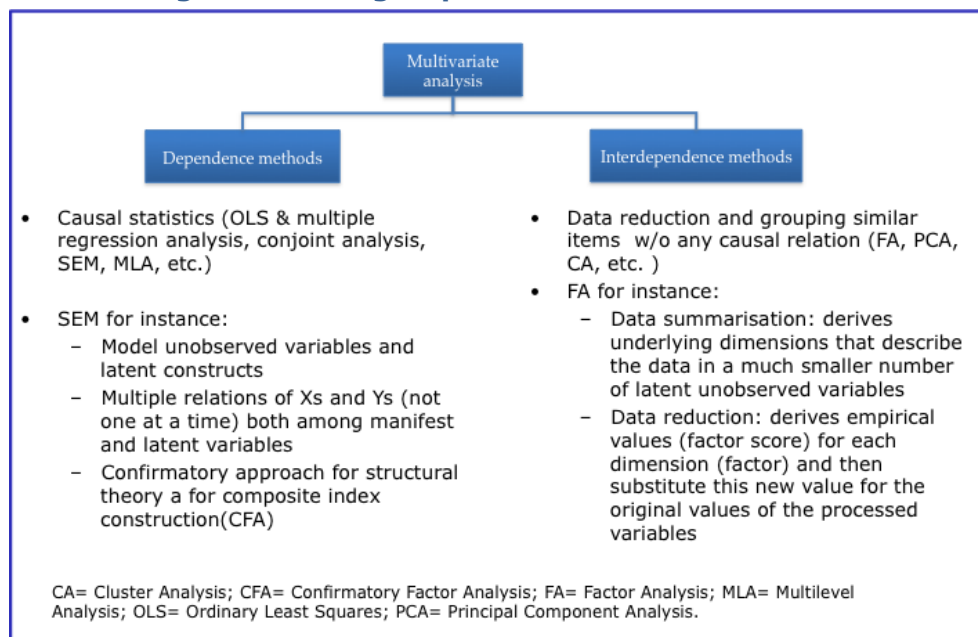 Multivariate
analysis
Dependence methods
Interdependence methods
• Causal statistics (OLS & multiple
regression analysis, conjoint analysis,
SEM, MLA, etc.)
• SEM for instance:
– Model unobserved variables and
latent constructs
– Multiple relations of Xs and Ys (not
one at a time) both among manifest
and latent variables
– Confirmatory approach for structural
theory a for composite index
construction(CFA)
• Data reduction and grouping similar
items w/o any causal relation (FA, PCA,
CA, etc. )
• FA for instance:
– Data summarisation: derives
underlying dimensions that describe
the data in a much smaller number
of latent unobserved variables
– Data reduction: derives empirical
values (factor score) for each
dimension (factor) and then
substitute this new value for the
original values of the processed
variables
CA= Cluster Analysis; CFA= Confirmatory Factor Analysis; FA= Factor Analysis; MLA= Multilevel
Analysis; OLS= Ordinary Least Squares; PCA= Principal Component Analysis.